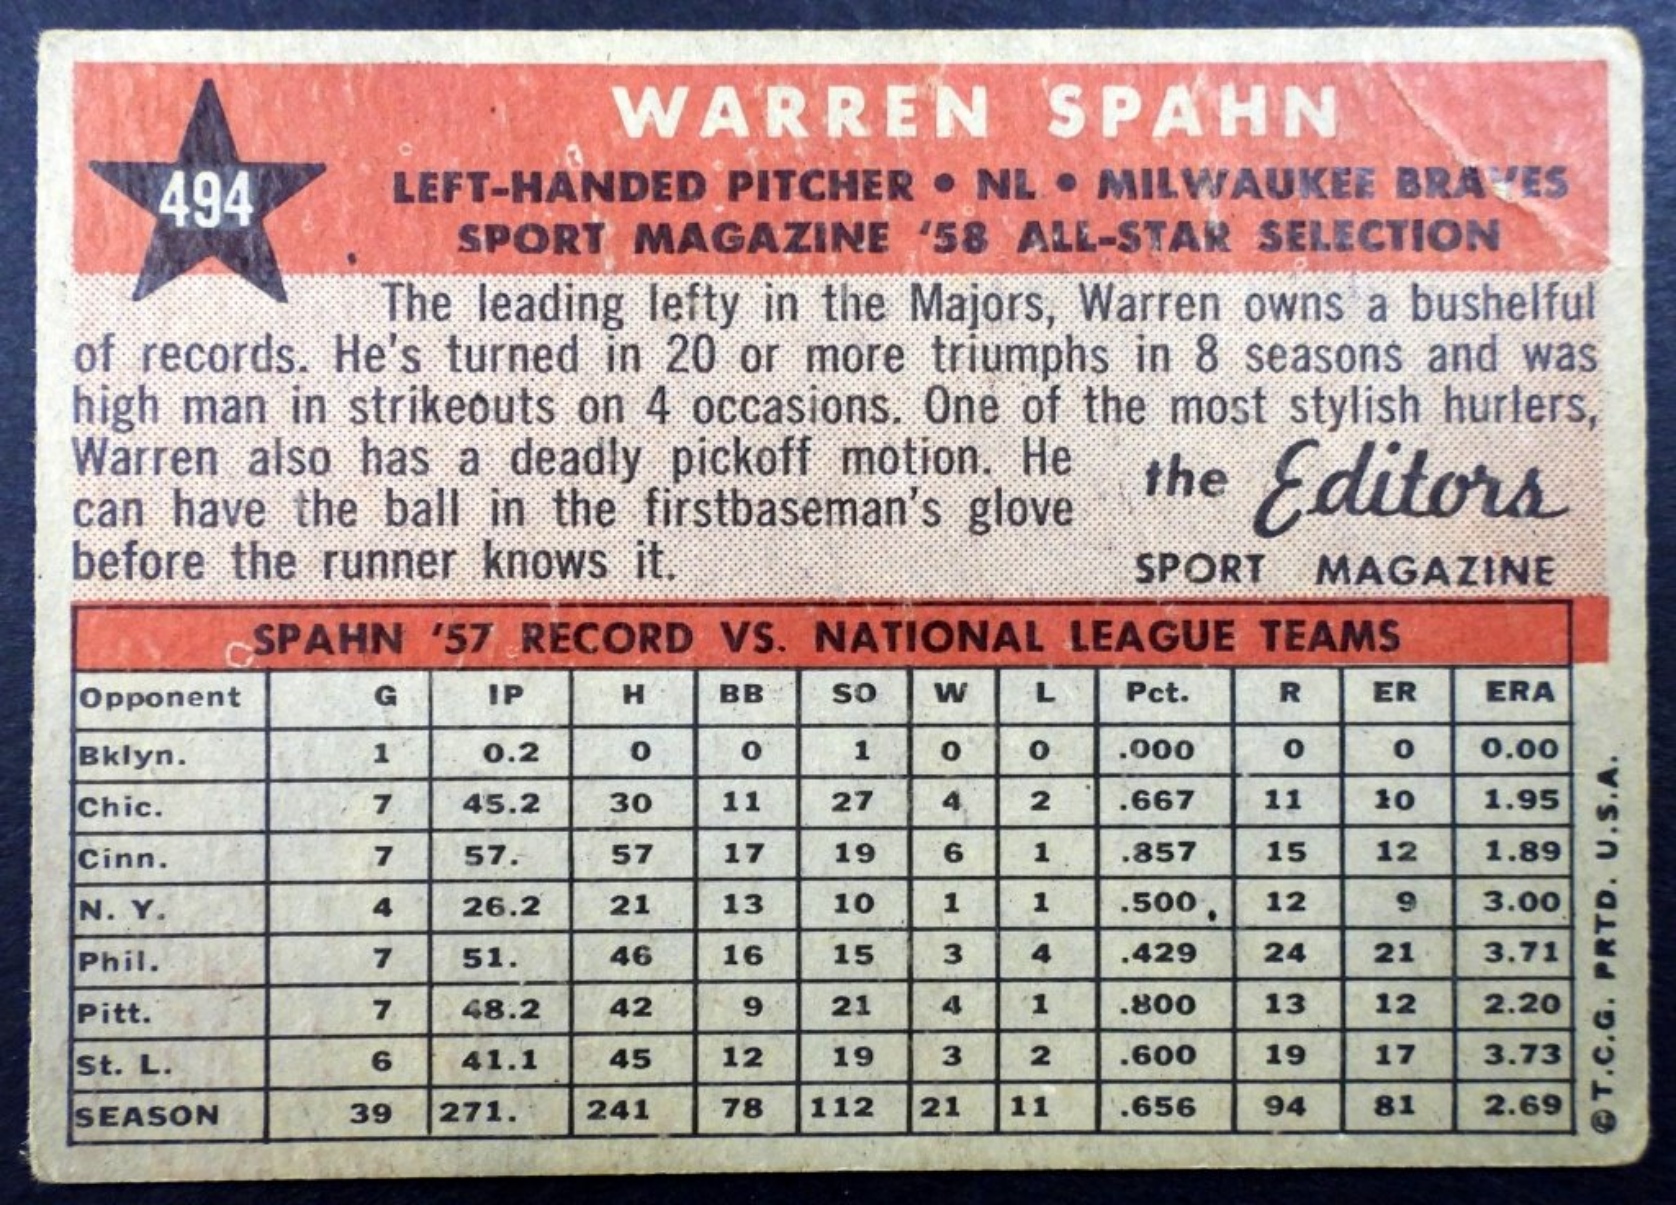 WARREN SPAHN
494
LEFT-HANDED PITCHER • NL • MILWAUKEE BRAVES
SPORT MAGAZINE '58 ALL-STAR SELECTION
The leading lefty in the Majors, Warren owns a bushelful
of records. He's turned in 20 or more triumphs in 8 seasons and was
high man in strikeouts on 4 occasions. One of the most stylish hurlers,
Warren also has a deadly pickoff motion. He
can have the ball in the firstbaseman's glove
before the runner knows it.
the Editors
SPORT MAGAZINE
SPAHN '57 RECORD VS. NATIONAL LEAGUE TEAMS
Opponent G IP H BB SO W L Pct. R ER ERA
Bklyn. 1 0.2 0 0 1 0 0 .000 0 0 0.00
Chic. 7 45.2 30 11 27 4 2 .667 11 10 1.95
Cinn. 7 57. 57 17 19 6 1 .857 15 12 1.89
N. Y. 4 26.2 21 13 10 1 1 .500 12 9 3.00
Phil. 7 51. 46 16 15 3 4 .429 24 21 3.71
Pitt. 7 48.2 42 9 21 4 1 .800 13 12 2.20
St. L. 6 41.1 45 12 19 3 2 .600 19 17 3.73
SEASON 39 271. 241 78 112 21 11 .656 94 81 2.69
© T.C.G. PRTD. U.S.A.